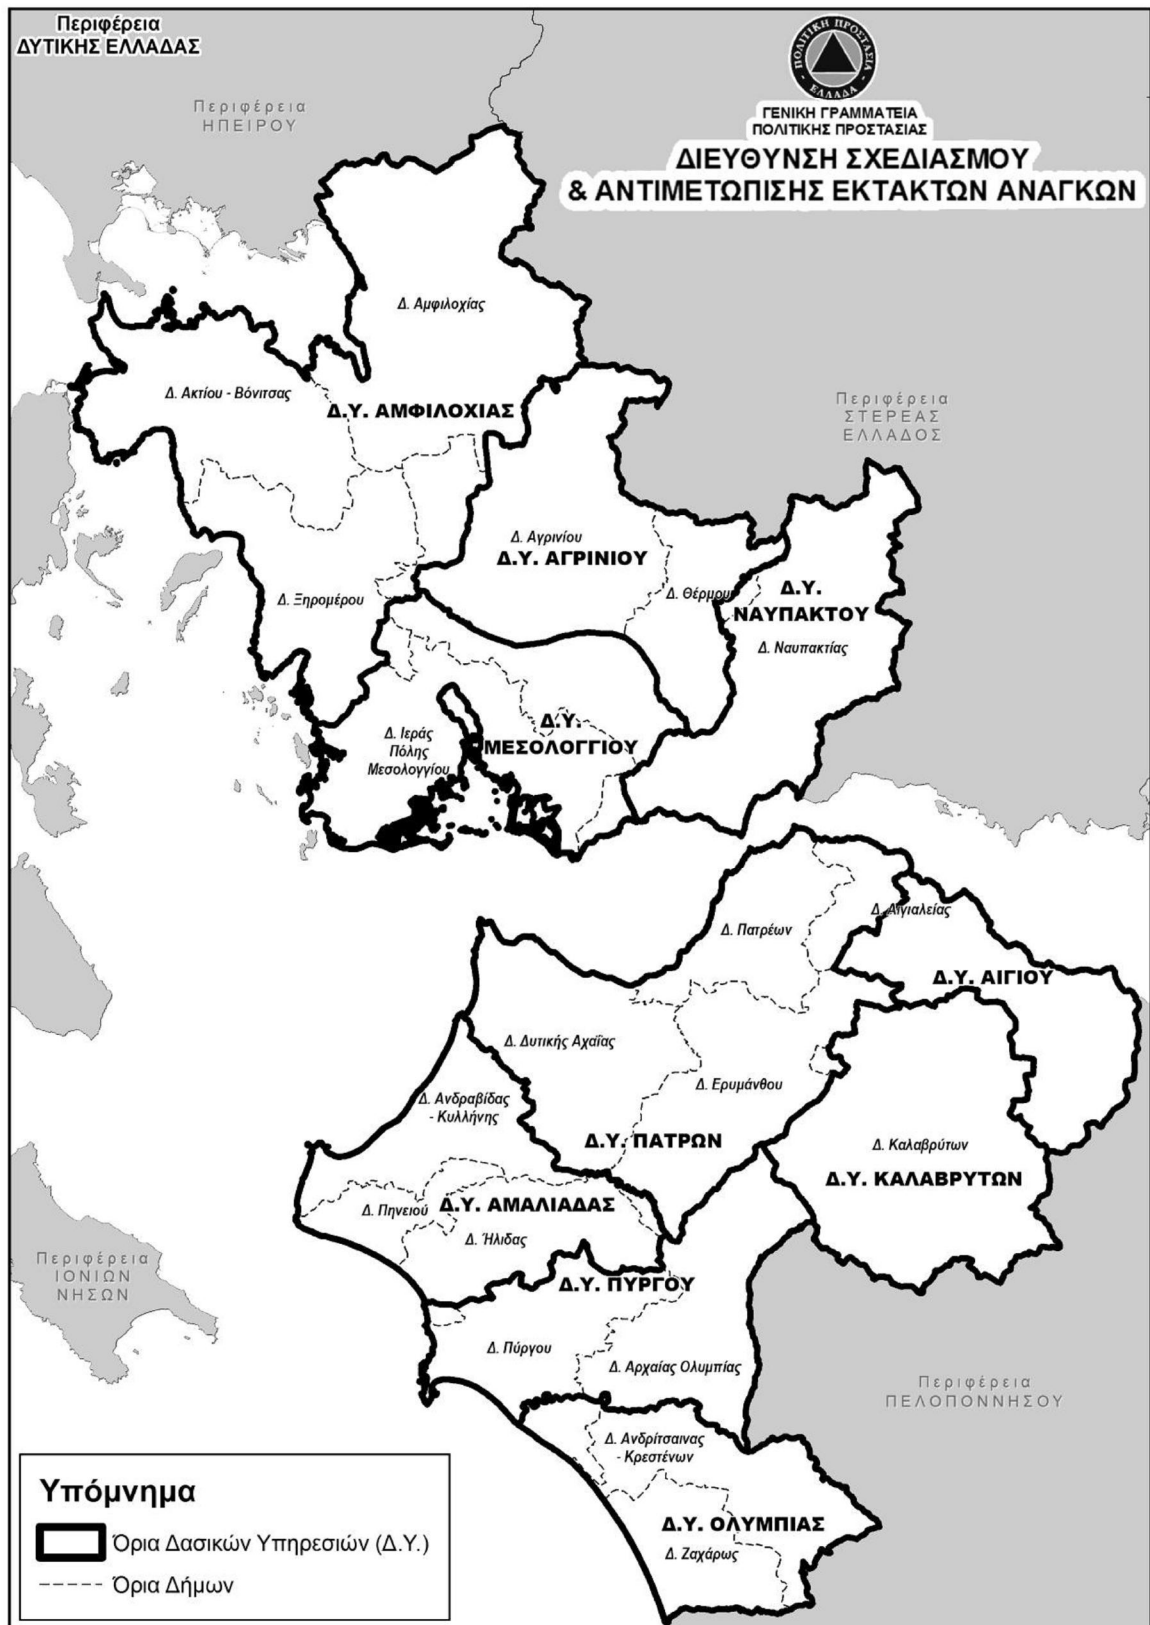 Περιφέρεια
ΔΥΤΙΚΗΣ ΕΛΛΑΔΑΣ
ΠΟΛΙΤΙΚΗ ΠΡΟΣΤΑΣΙΑ
ΕΛΛΑΔΑ
ΓΕΝΙΚΗ ΓΡΑΜΜΑΤΕΙΑ
ΠΟΛΙΤΙΚΗΣ ΠΡΟΣΤΑΣΙΑΣ
ΔΙΕΥΘΥΝΣΗ ΣΧΕΔΙΑΣΜΟΥ
& ΑΝΤΙΜΕΤΩΠΙΣΗΣ ΕΚΤΑΚΤΩΝ ΑΝΑΓΚΩΝ
Περιφέρεια
ΗΠΕΙΡΟΥ
Δ. Αμφιλοχίας
Δ. Ακτίου - Βόνιτσας
Δ.Υ. ΑΜΦΙΛΟΧΙΑΣ
Περιφέρεια
ΣΤΕΡΕΑΣ
ΕΛΛΑΔΟΣ
Δ. Αγρινίου
Δ.Υ. ΑΓΡΙΝΙΟΥ
Δ. Ξηρομέρου
Δ. Θέρμου
Δ.Υ.
ΝΑΥΠΑΚΤΟΥ
Δ. Ναυπακτίας
Δ. Ιεράς
Πόλης
Μεσολογγίου
Δ.Υ.
ΜΕΣΟΛΟΓΓΙΟΥ
Δ. Πατρέων
Δ. Αιγιαλείας
Δ.Υ. ΑΙΓΙΟΥ
Δ. Δυτικής Αχαΐας
Δ. Ερυμάνθου
Δ. Ανδραβίδας
- Κυλλήνης
Δ.Υ. ΠΑΤΡΩΝ
Δ. Καλαβρύτων
Δ.Υ. ΚΑΛΑΒΡΥΤΩΝ
Δ. Πηνειού
Δ.Υ. ΑΜΑΛΙΑΔΑΣ
Δ. Ήλιδας
Περιφέρεια
ΙΟΝΙΩΝ
ΝΗΣΩΝ
Δ.Υ. ΠΥΡΓΟΥ
Δ. Πύργου
Δ. Αρχαίας Ολυμπίας
Περιφέρεια
ΠΕΛΟΠΟΝΝΗΣΟΥ
Δ. Ανδρίτσαινας
- Κρεστένων
Δ.Υ. ΟΛΥΜΠΙΑΣ
Δ. Ζαχάρως
Υπόμνημα
Όρια Δασικών Υπηρεσιών (Δ.Υ.)
Όρια Δήμων